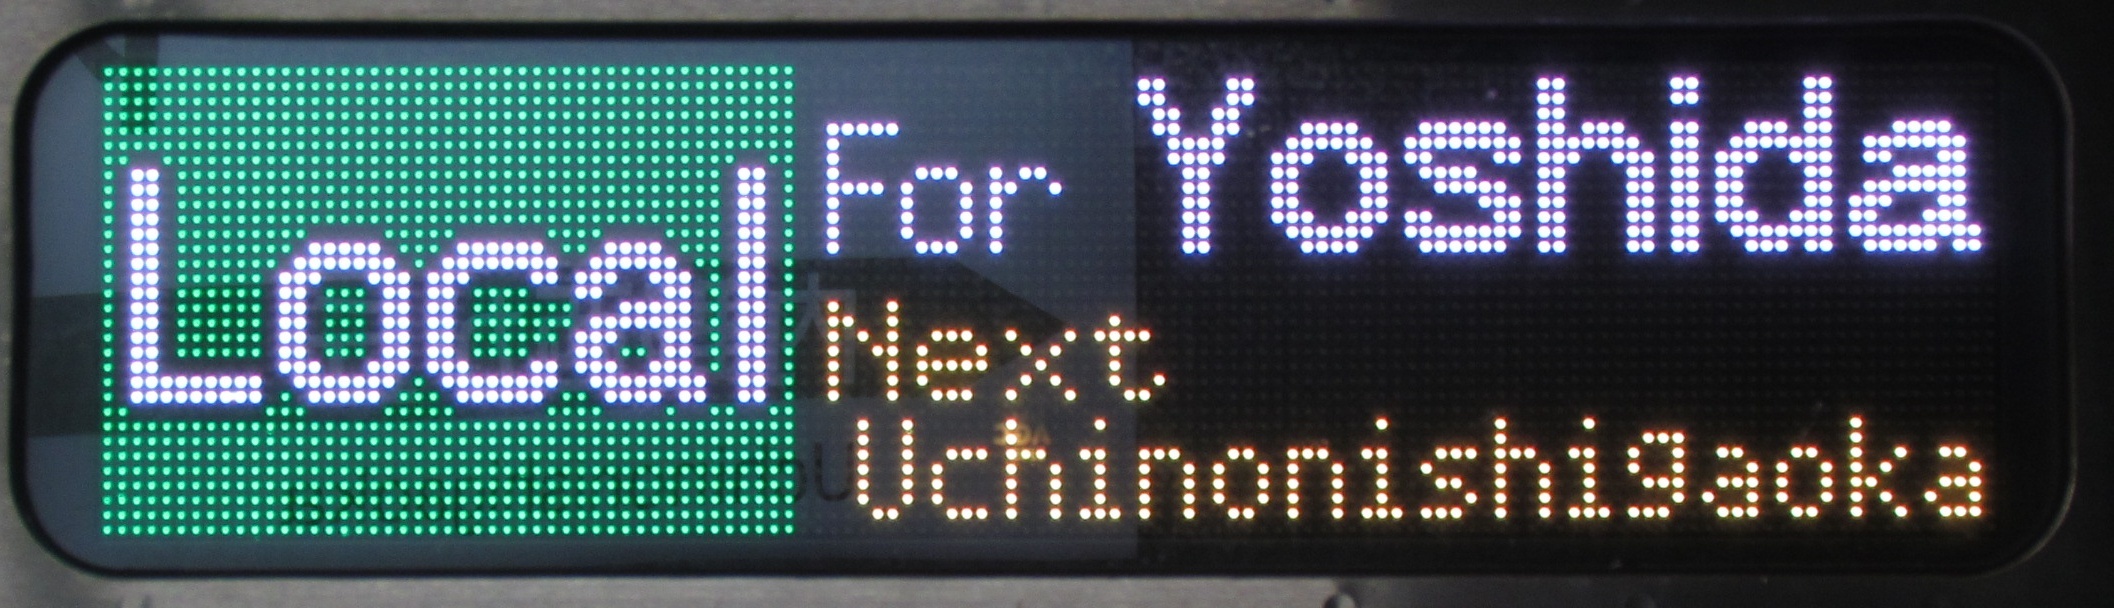 Local
For Yoshida
Next
Uchinonishigaoka